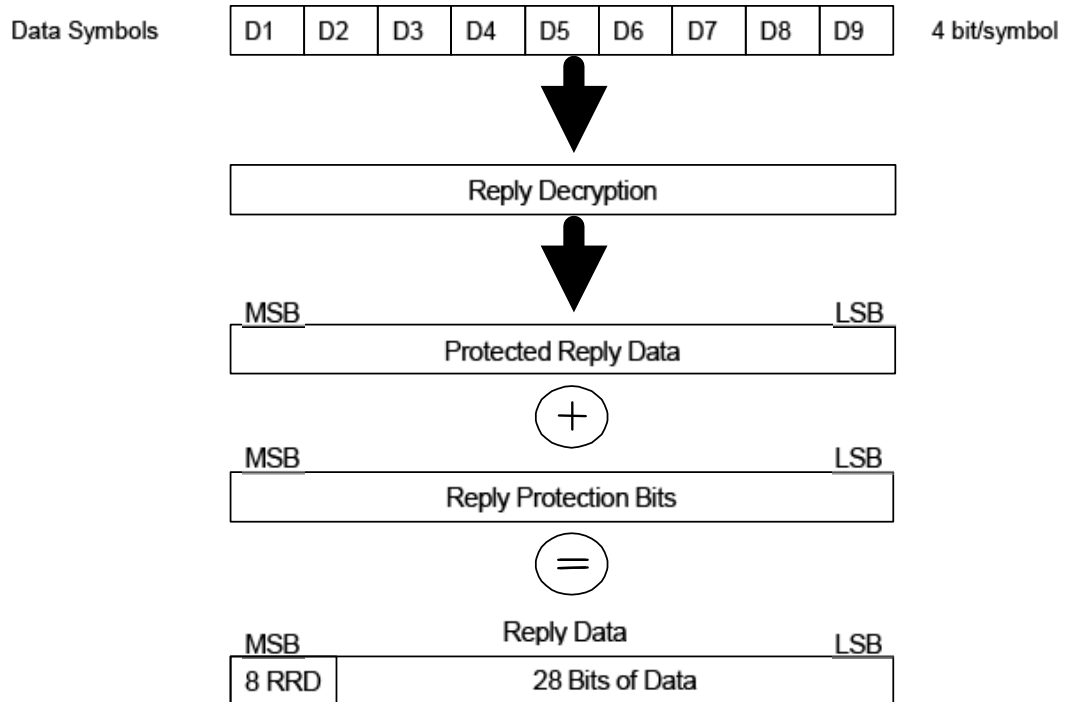 Data Symbols D1 D2 D3 D4 D5 D6 D7 D8 D9 4 bit/symbol
Reply Decryption
MSB LSB
Protected Reply Data
+
MSB LSB
Reply Protection Bits
=
MSB Reply Data LSB
8 RRD 28 Bits of Data